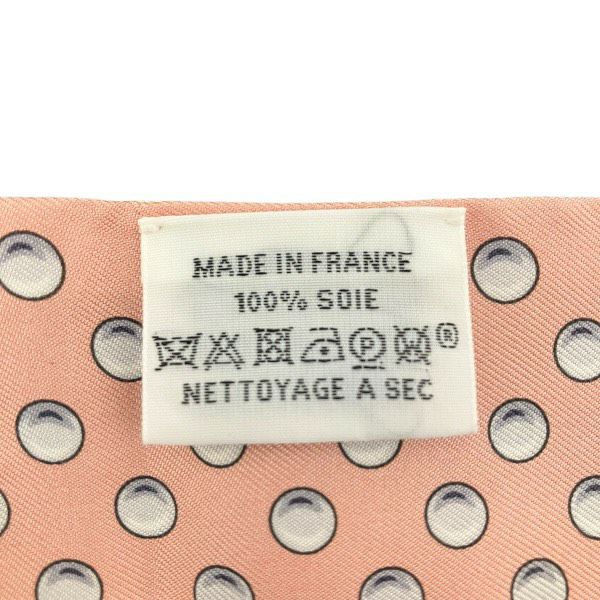 MADE IN FRANCE
100% SOIE
P W ®
NETTOYAGE A SEC